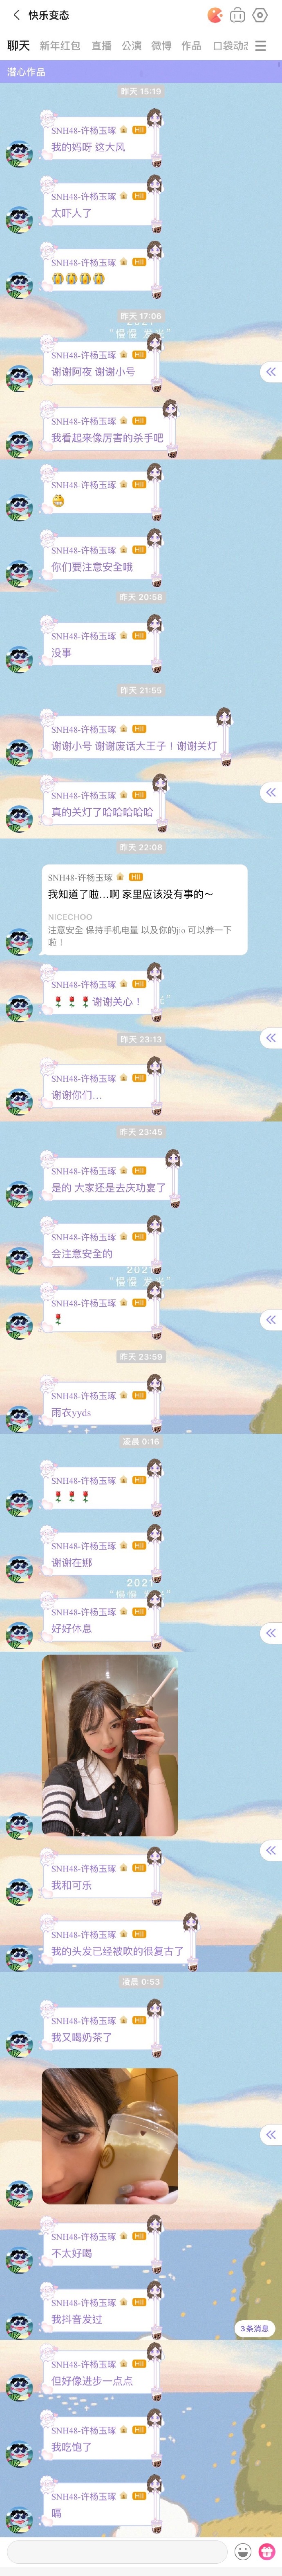 快乐变态
聊天 新年红包 直播 公演 微博 作品 口袋动态
潜心作品
昨天 15:19
SNH48-许杨玉琢 HII
我的妈呀 这大风
SNH48-许杨玉琢 HII
太吓人了
SNH48-许杨玉琢 HII
😭😭😭😭
昨天 17:06
2021
“慢慢 发光”
SNH48-许杨玉琢 HII
谢谢阿夜 谢谢小号
SNH48-许杨玉琢 HII
我看起来像厉害的杀手吧
SNH48-许杨玉琢 HII
😁
SNH48-许杨玉琢 HII
你们要注意安全哦
昨天 20:58
SNH48-许杨玉琢 HII
没事
昨天 21:55
SNH48-许杨玉琢 HII
谢谢小号 谢谢废话大王子！谢谢关灯
SNH48-许杨玉琢 HII
真的关灯了哈哈哈哈哈
昨天 22:08
SNH48-许杨玉琢 HII
我知道了啦...啊 家里应该没有事的～
NICECHOO
注意安全 保持手机电量 以及你的jio 可以养一下
啦！
SNH48-许杨玉琢 HII
🌹🌹🌹谢谢关心！
昨天 23:13
SNH48-许杨玉琢 HII
谢谢你们...
昨天 23:45
SNH48-许杨玉琢 HII
是的 大家还是去庆功宴了
SNH48-许杨玉琢 HII
会注意安全的
2021
“慢慢 发光”
SNH48-许杨玉琢 HII
🌹
昨天 23:59
SNH48-许杨玉琢 HII
雨衣yyds
凌晨 0:16
SNH48-许杨玉琢 HII
🌹🌹🌹
SNH48-许杨玉琢 HII
谢谢在娜
2021
“慢慢 发光”
SNH48-许杨玉琢 HII
好好休息
SNH48-许杨玉琢 HII
我和可乐
SNH48-许杨玉琢 HII
我的头发已经被吹的很复古了
凌晨 0:53
SNH48-许杨玉琢 HII
我又喝奶茶了
SNH48-许杨玉琢 HII
不太好喝
SNH48-许杨玉琢 HII
我抖音发过
3条消息
SNH48-许杨玉琢 HII
但好像进步一点点
SNH48-许杨玉琢 HII
我吃饱了
SNH48-许杨玉琢 HII
嗝